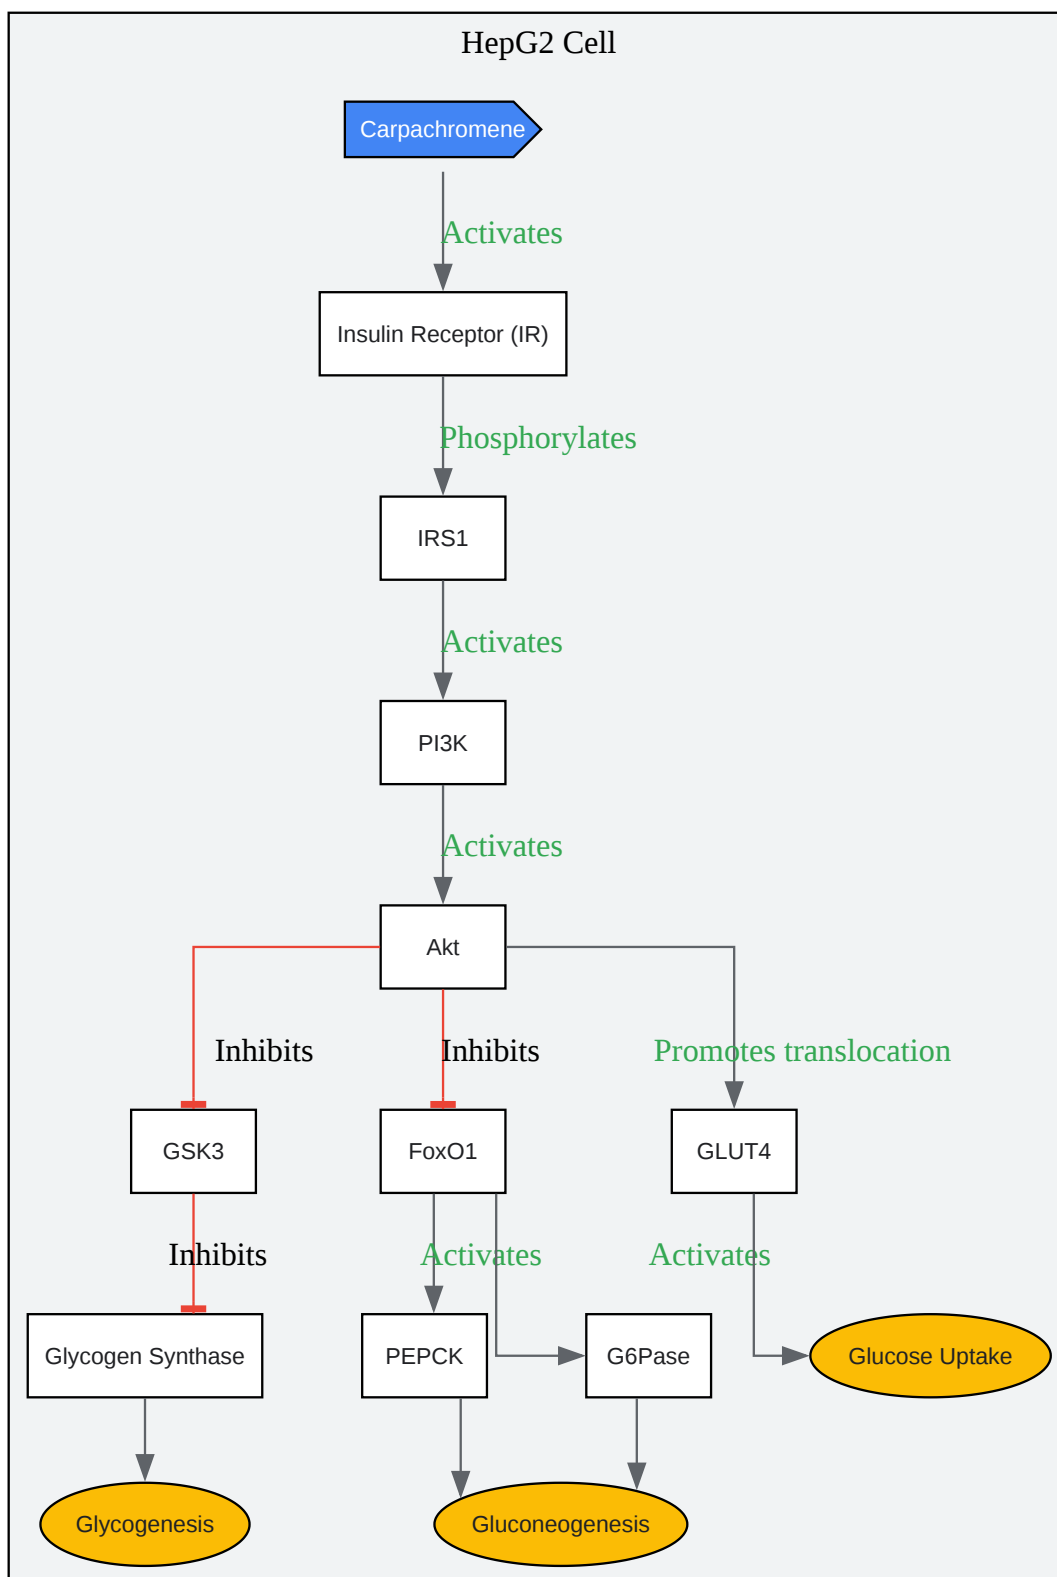 HepG2 Cell
Carpachromene
Activates
Insulin Receptor (IR)
Phosphorylates
IRS1
Activates
PI3K
Activates
Akt
Inhibits
Inhibits
Promotes translocation
GSK3
FoxO1
GLUT4
Inhibits
Activates
Activates
Glycogen Synthase
PEPCK
G6Pase
Glucose Uptake
Glycogenesis
Gluconeogenesis